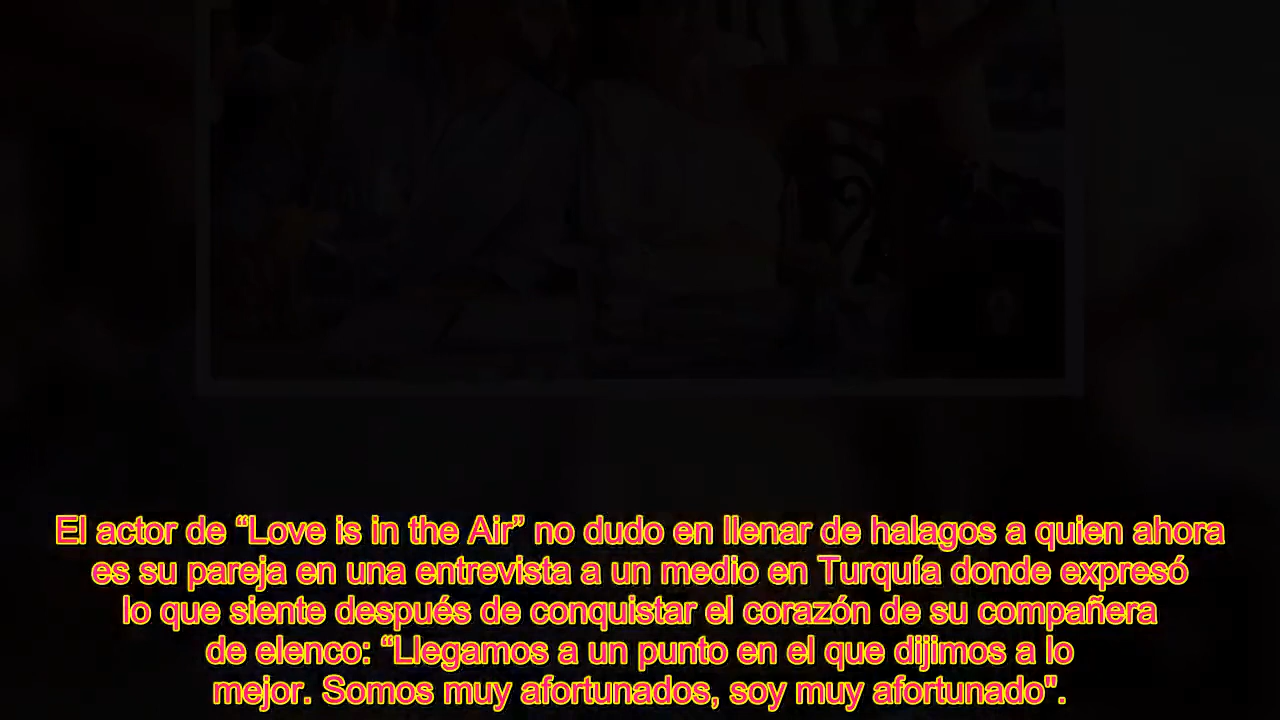 El actor de “Love is in the Air” no dudo en llenar de halagos a quien ahora
es su pareja en una entrevista a un medio en Turquía donde expresó
lo que siente después de conquistar el corazón de su compañera
de elenco: “Llegamos a un punto en el que dijimos a lo
mejor. Somos muy afortunados, soy muy afortunado".